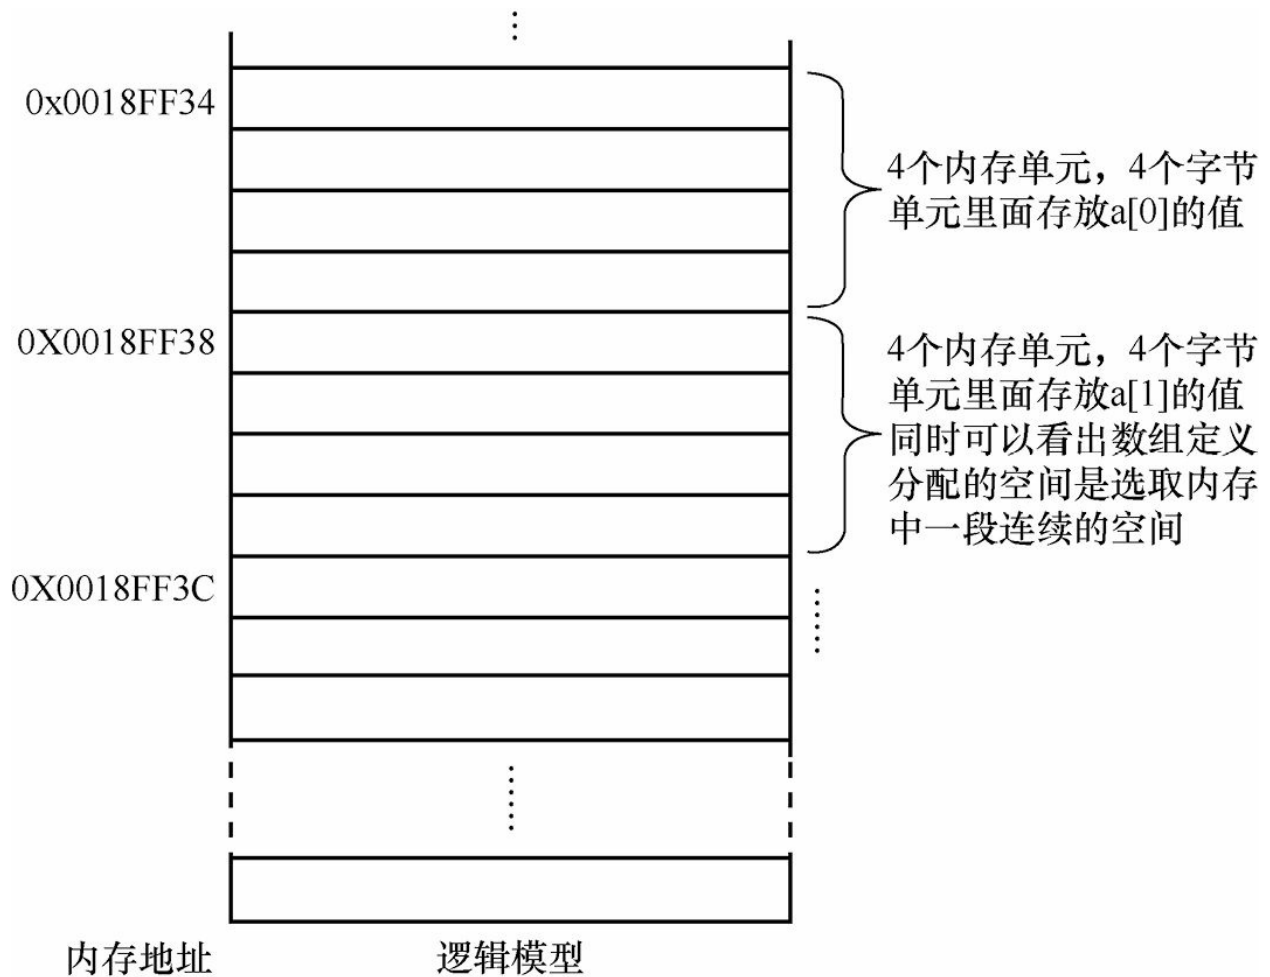 0x0018FF34
4个内存单元，4个字节
单元里面存放a[0]的值
0X0018FF38
4个内存单元，4个字节
单元里面存放a[1]的值
同时可以看出数组定义
分配的空间是选取内存
中一段连续的空间
0X0018FF3C
内存地址
逻辑模型